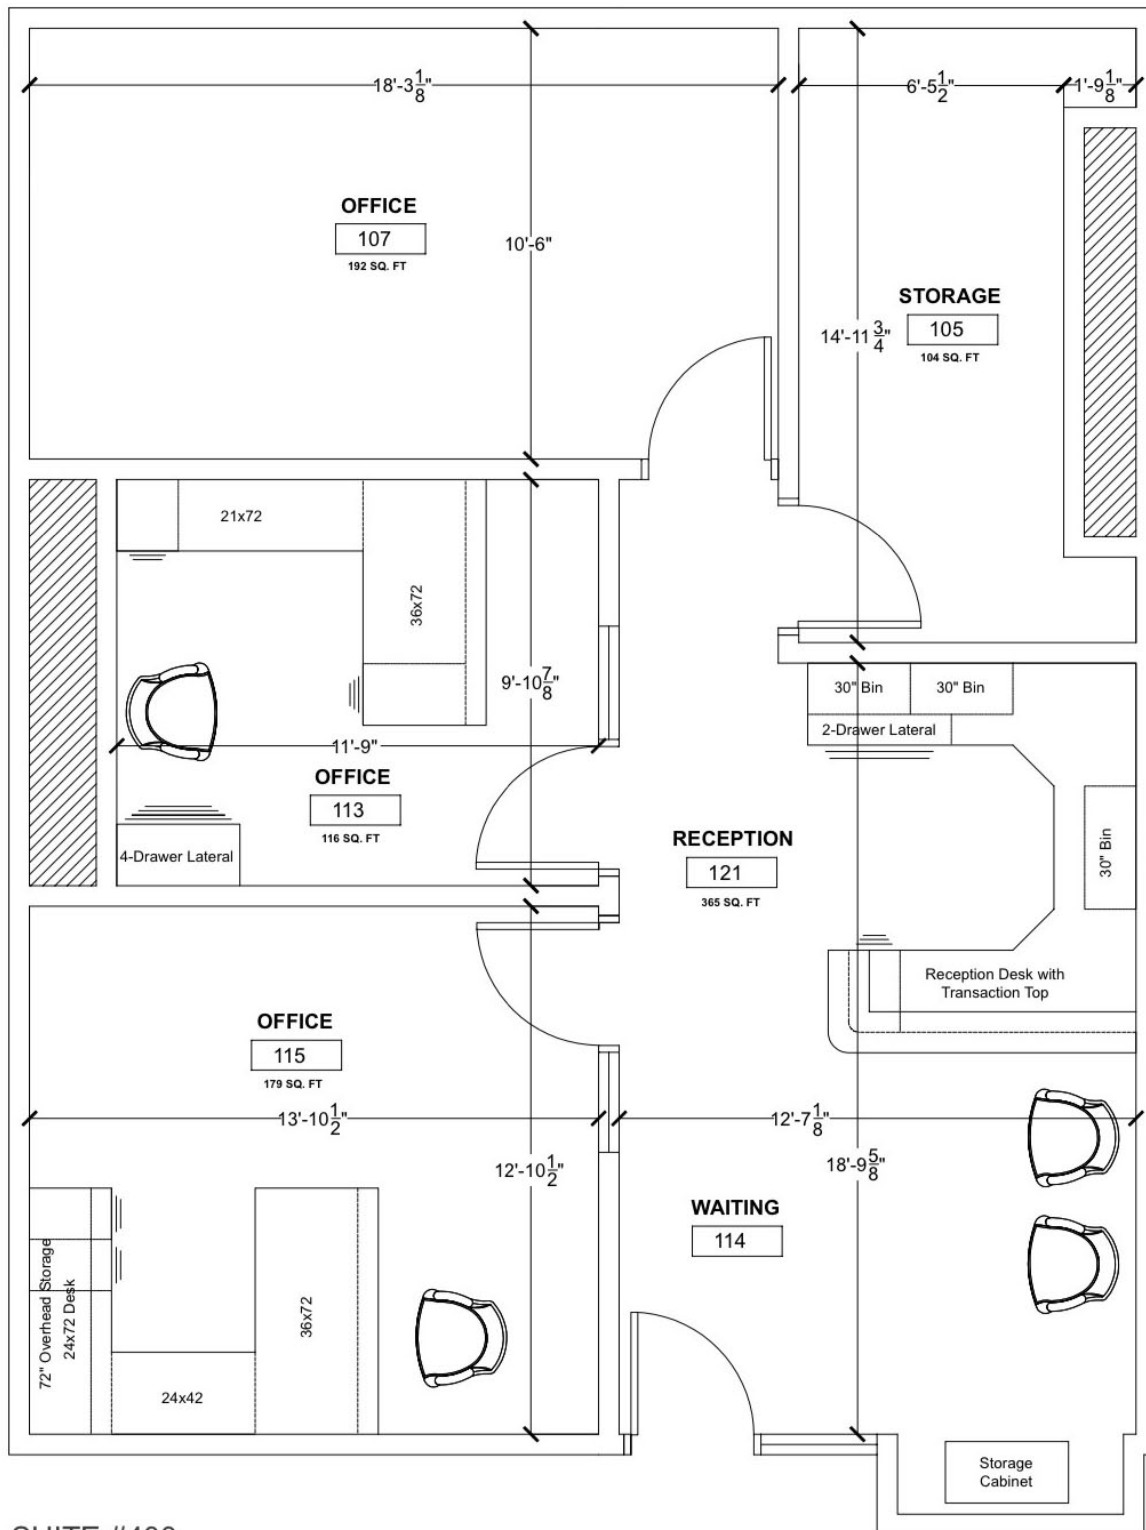 18'-3 1/8"
6'-5 1/2"
1'-9 1/8"
OFFICE
107
192 SQ. FT
10'-6"
STORAGE
105
104 SQ. FT
14'-11 3/4"
21x72
36x72
9'-10 7/8"
11'-9"
OFFICE
113
116 SQ. FT
4-Drawer Lateral
30" Bin
30" Bin
2-Drawer Lateral
30" Bin
RECEPTION
121
365 SQ. FT
Reception Desk with
Transaction Top
OFFICE
115
179 SQ. FT
13'-10 1/2"
12'-10 1/2"
12'-7 1/8"
18'-9 5/8"
WAITING
114
72" Overhead Storage
24x72 Desk
36x72
24x42
Storage
Cabinet